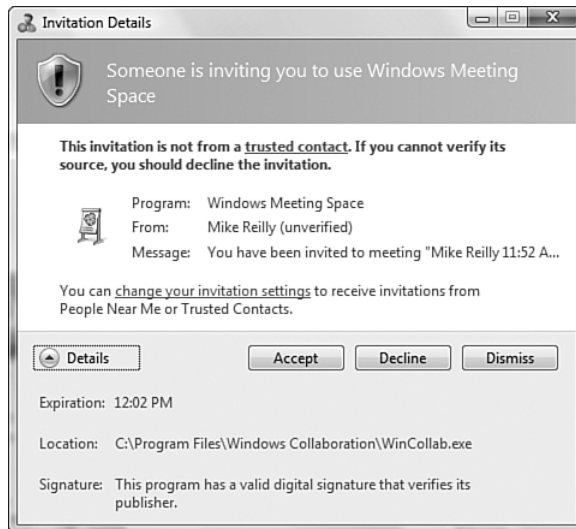 Invitation Details
Someone is inviting you to use Windows Meeting
Space
This invitation is not from a trusted contact. If you cannot verify its
source, you should decline the invitation.
Program: Windows Meeting Space
From: Mike Reilly (unverified)
Message: You have been invited to meeting "Mike Reilly 11:52 A...
You can change your invitation settings to receive invitations from
People Near Me or Trusted Contacts.
Details Accept Decline Dismiss
Expiration: 12:02 PM
Location: C:\Program Files\Windows Collaboration\WinCollab.exe
Signature: This program has a valid digital signature that verifies its
publisher.